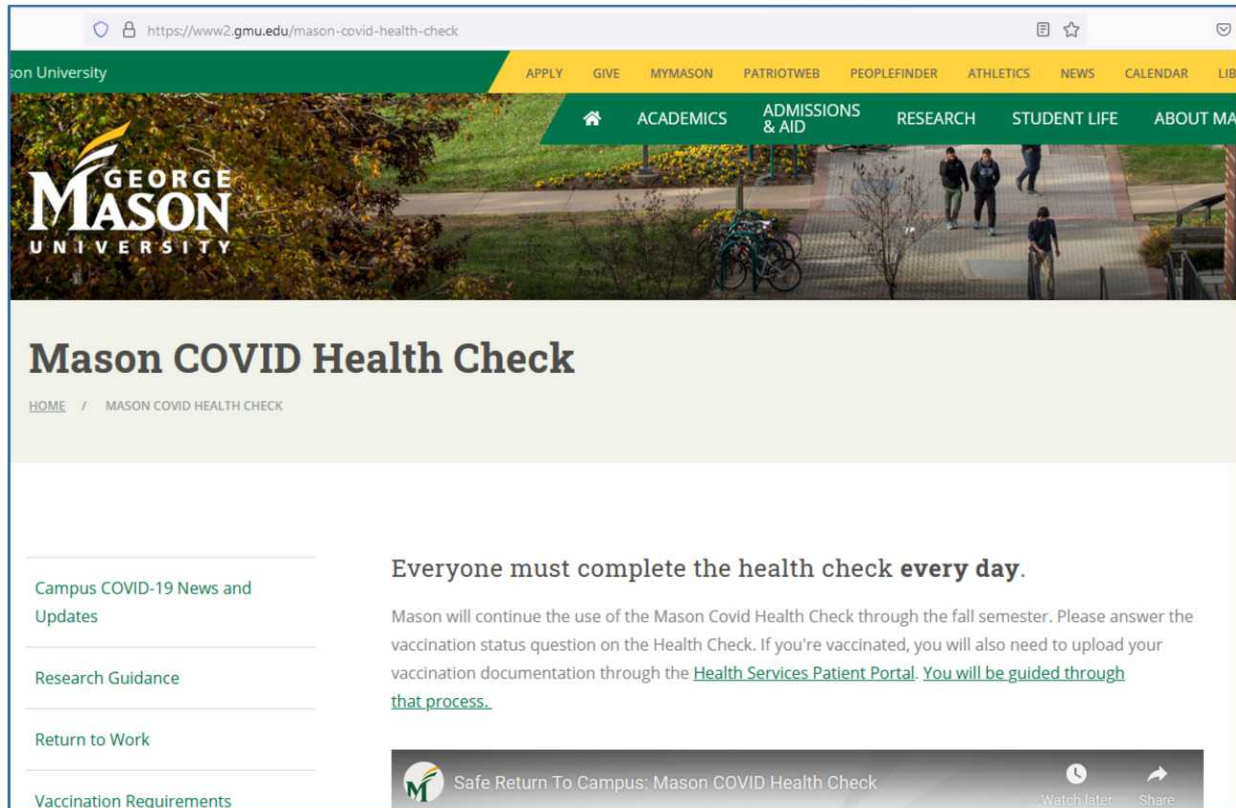 https://www2.gmu.edu/mason-covid-health-check
son University
APPLY GIVE MYMASON PATRIOTWEB PEOPLEFINDER ATHLETICS NEWS CALENDAR LIB
ACADEMICS ADMISSIONS & AID RESEARCH STUDENT LIFE ABOUT MA
GEORGE
MASON
UNIVERSITY
Mason COVID Health Check
HOME / MASON COVID HEALTH CHECK
Campus COVID-19 News and
Updates
Research Guidance
Return to Work
Vaccination Requirements
Everyone must complete the health check every day.
Mason will continue the use of the Mason Covid Health Check through the fall semester. Please answer the
vaccination status question on the Health Check. If you're vaccinated, you will also need to upload your
vaccination documentation through the Health Services Patient Portal. You will be guided through
that process.
M
Safe Return To Campus: Mason COVID Health Check
Watch later Share